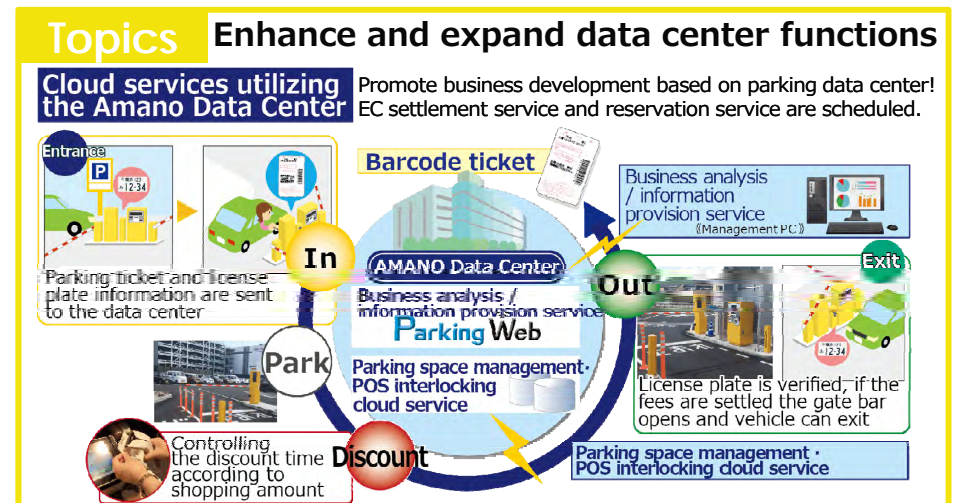 Topics
Enhance and expand data center functions
Cloud services utilizing
the Amano Data Center
Promote business development based on parking data center!
EC settlement service and reservation service are scheduled.
Entrance
P
12-34
Barcode ticket
Business analysis
/ information
provision service
《Management PC》
In
Parking ticket and license
plate information are sent
to the data center
AMANO Data Center
Business analysis /
information provision service
Parking Web
Out
Exit
12-34
Park
Parking space management・
POS interlocking
cloud service
License plate is verified, if the
fees are settled the gate bar
opens and vehicle can exit
Controlling
the discount time
according to
shopping amount
Discount
Parking space management・
POS interlocking cloud service